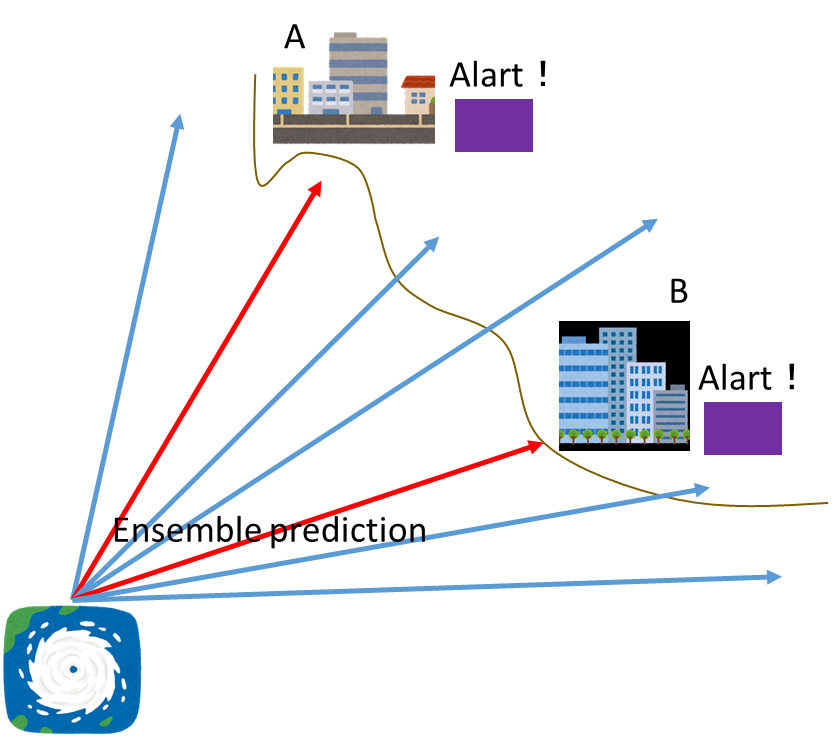 A
Alart！
B
Alart！
Ensemble prediction